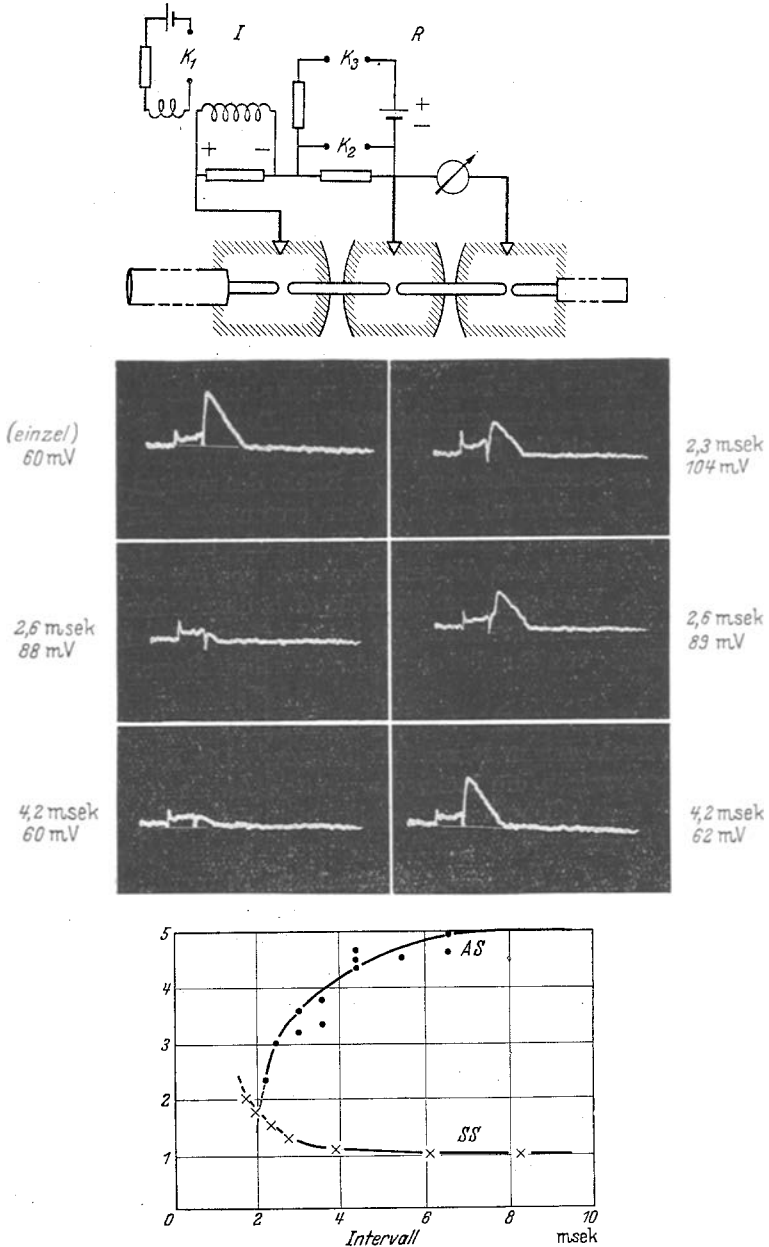 I R
K1 K3
+
−
+ − K2
(einzel)
60 mV
2,3 msek
104 mV
2,6 msek
88 mV
2,6 msek
89 mV
4,2 msek
60 mV
4,2 msek
62 mV
5
AS
4
3
2
SS
1
0 2 4 6 8 10
Intervall msek